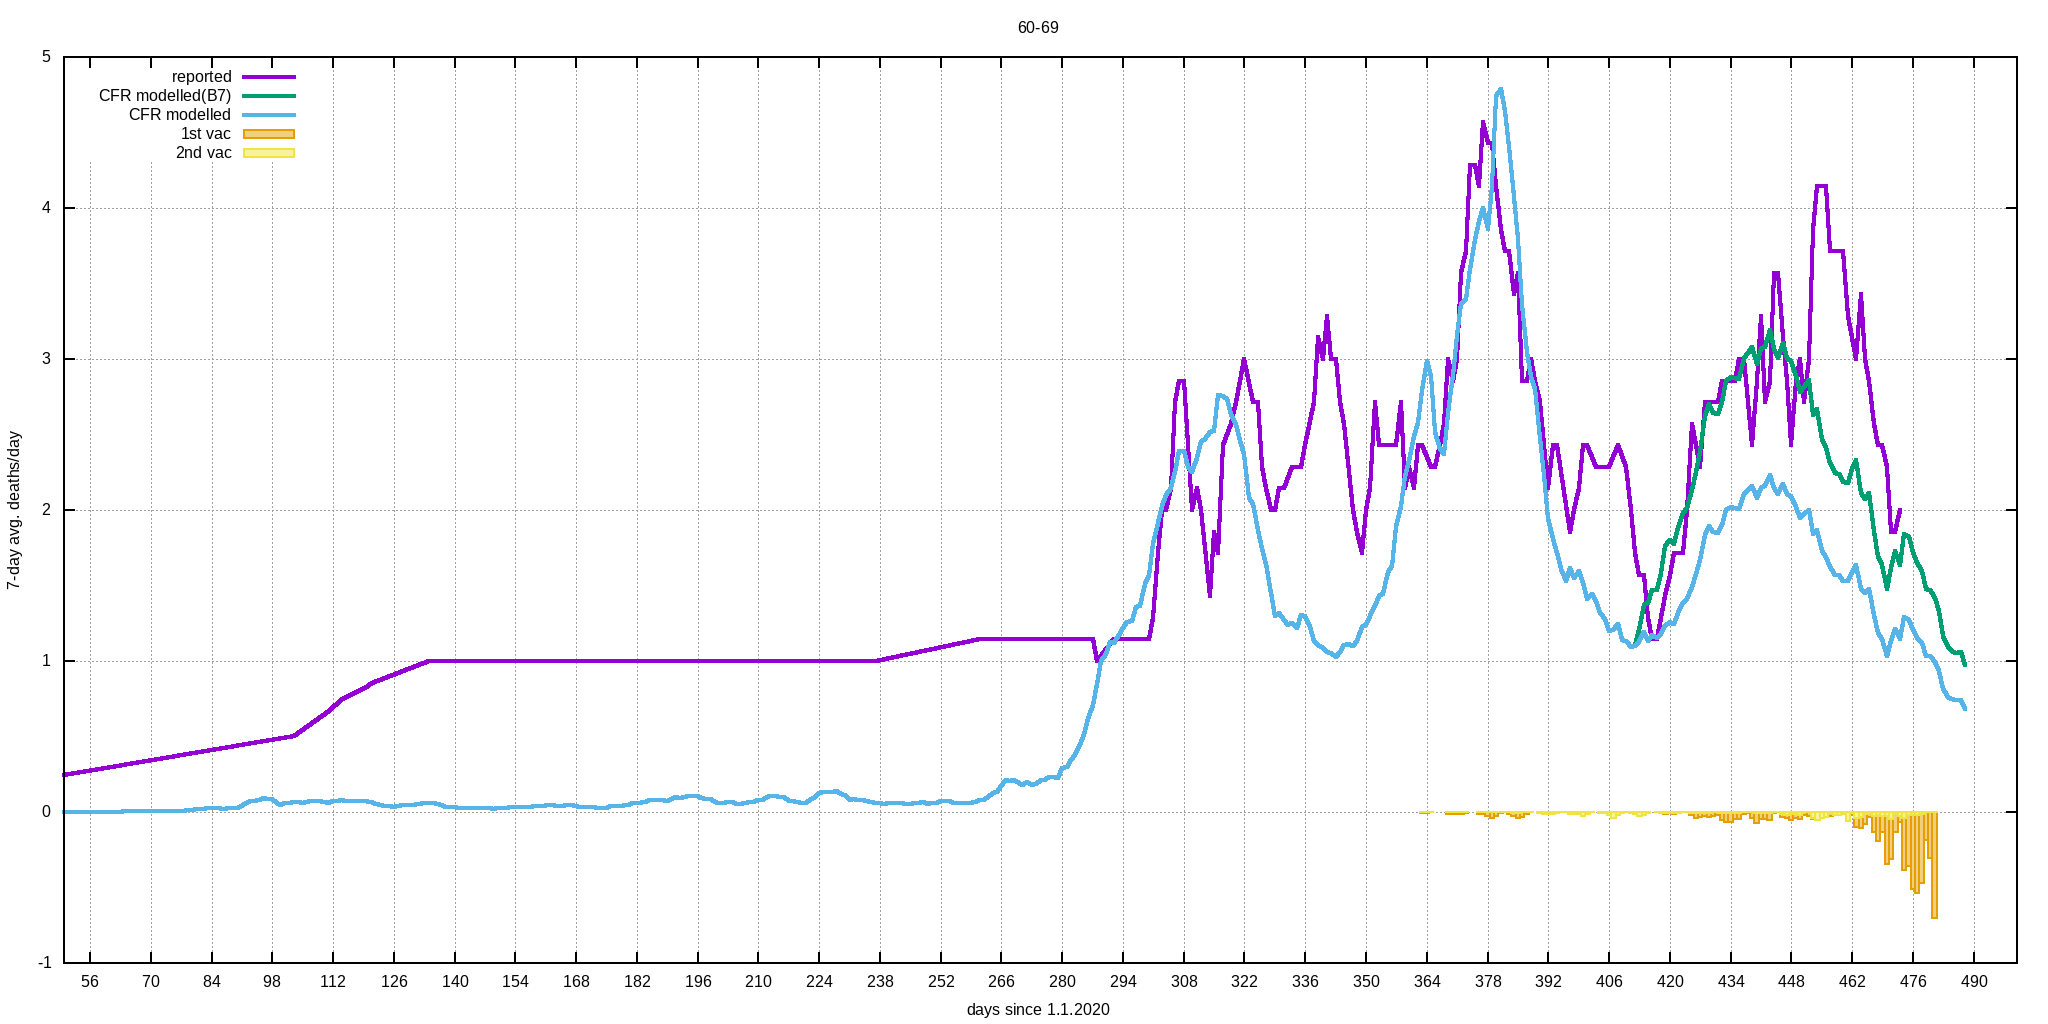 60-69
5
4
3
2
1
0
-1
7-day avg. deaths/day
reported
CFR modelled(B7)
CFR modelled
1st vac
2nd vac
56 70 84 98 112 126 140 154 168 182 196 210 224 238 252 266 280 294 308 322 336 350 364 378 392 406 420 434 448 462 476 490
days since 1.1.2020